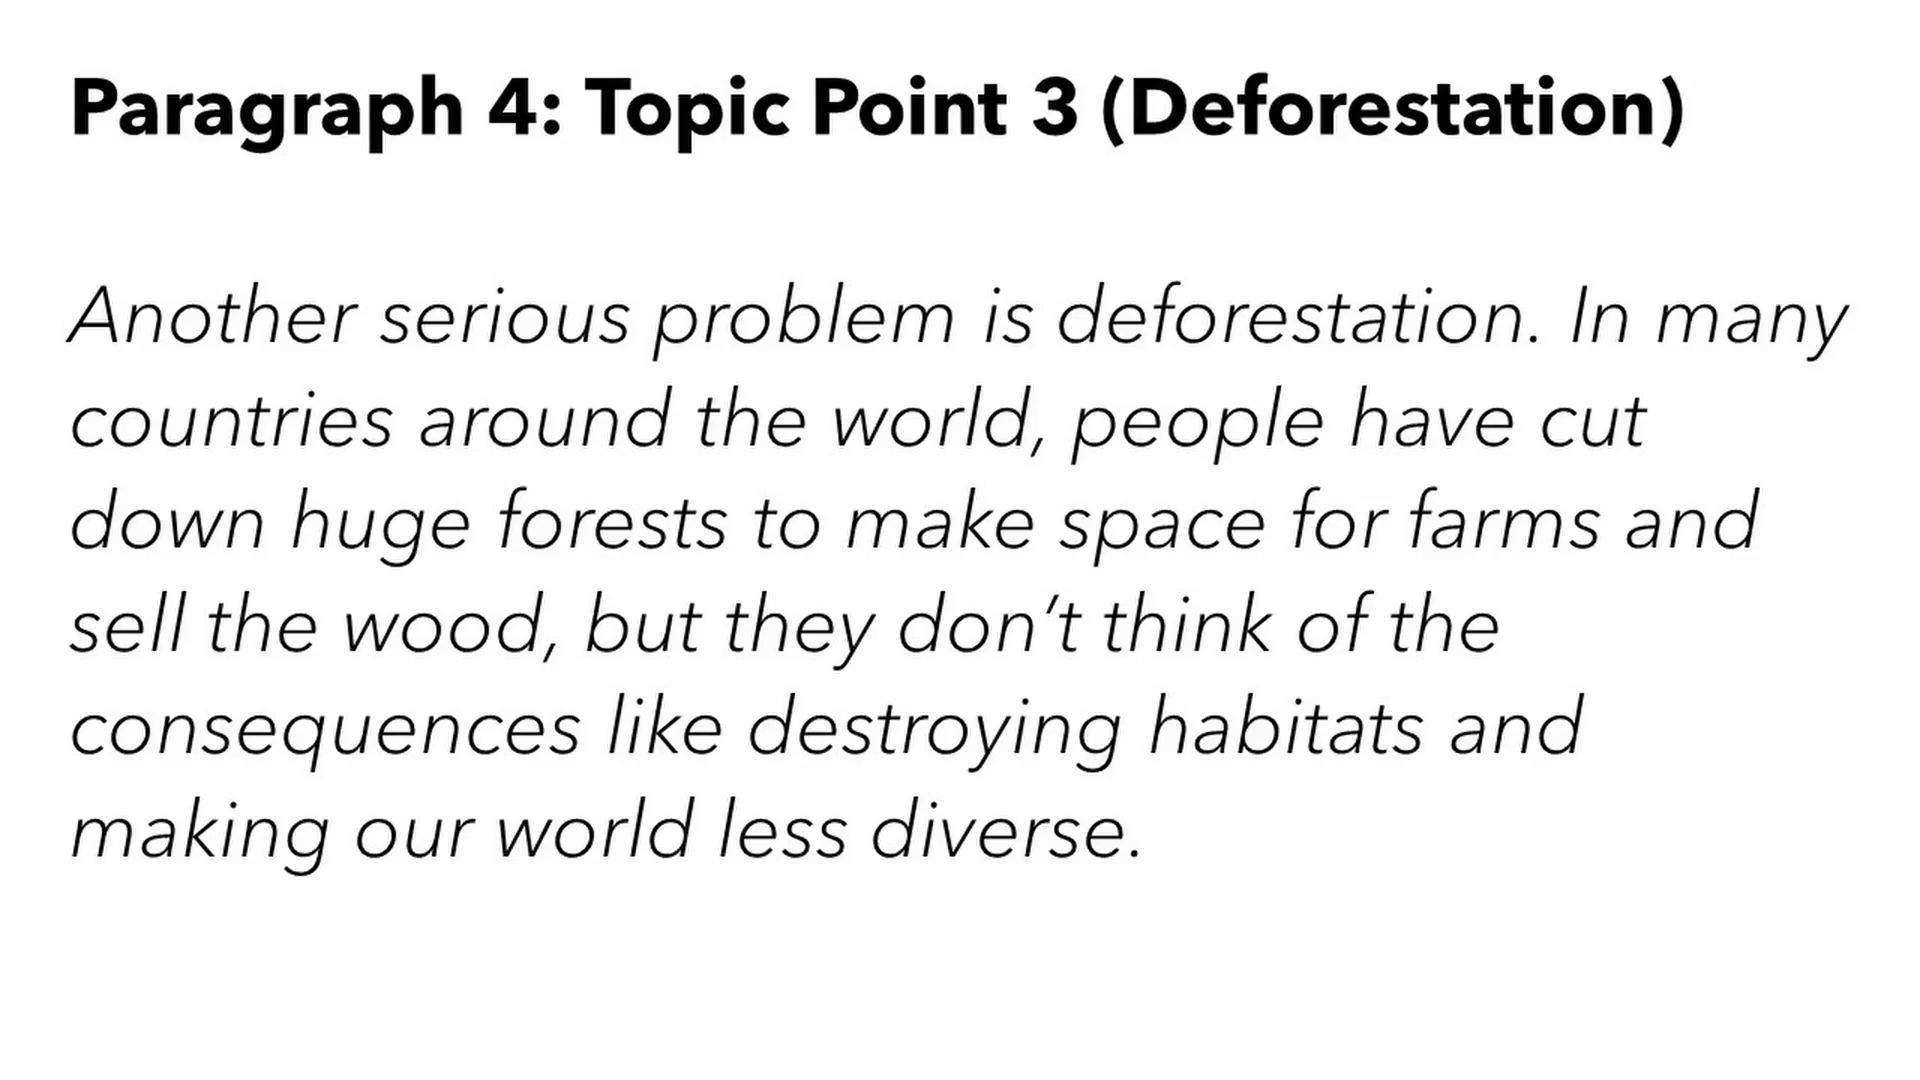 Paragraph 4: Topic Point 3 (Deforestation)
Another serious problem is deforestation. In many
countries around the world, people have cut
down huge forests to make space for farms and
sell the wood, but they don’t think of the
consequences like destroying habitats and
making our world less diverse.